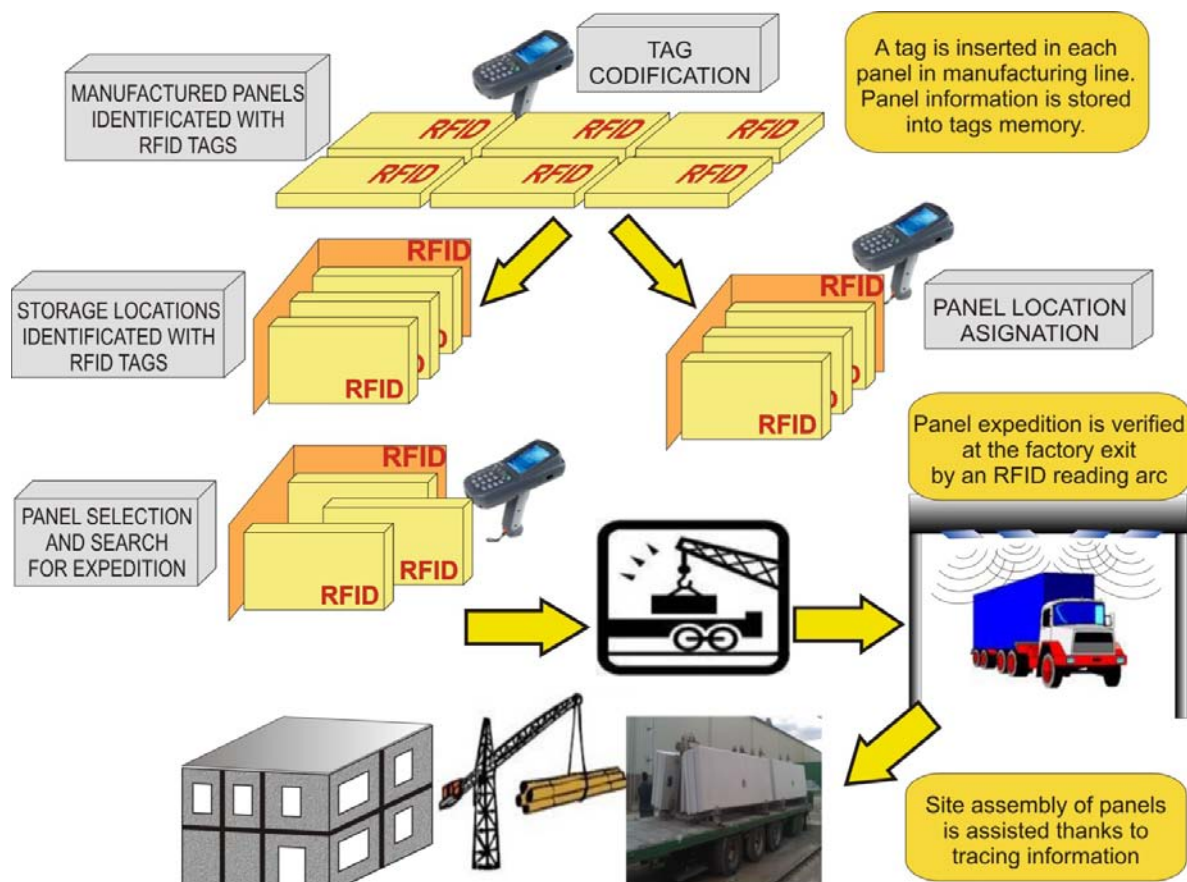 TAG
CODIFICATION
A tag is inserted in each
panel in manufacturing line.
Panel information is stored
into tags memory.
MANUFACTURED PANELS
IDENTIFICATED WITH
RFID TAGS
RFID
RFID
RFID
RFID
RFID
RFID
STORAGE LOCATIONS
IDENTIFICATED WITH
RFID TAGS
RFID
RFID
RFID
RFID
PANEL LOCATION
ASIGNATION
Panel expedition is verified
at the factory exit
by an RFID reading arc
PANEL SELECTION
AND SEARCH
FOR EXPEDITION
RFID
RFID
RFID
Site assembly of panels
is assisted thanks to
tracing information